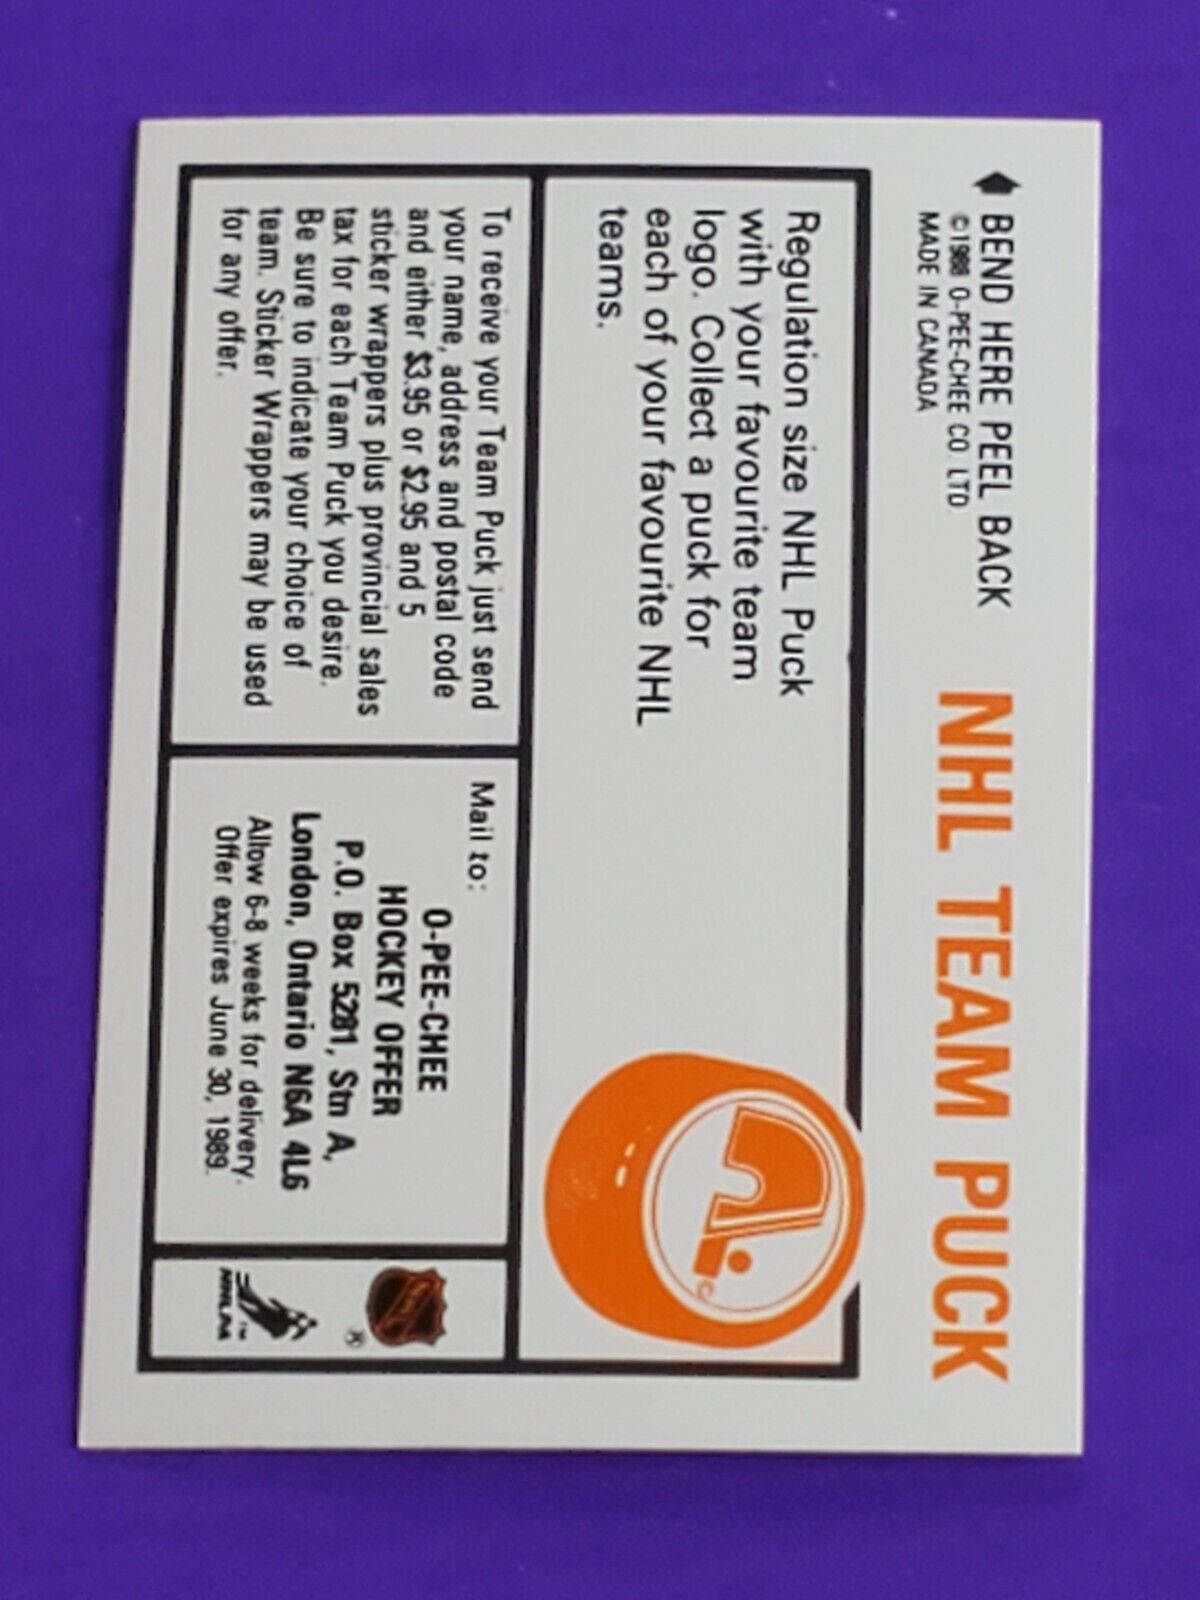 BEND HERE PEEL BACK
©1988 O-PEE-CHEE CO. LTD.
MADE IN CANADA
NHL TEAM PUCK
Regulation size NHL Puck
with your favourite team
logo. Collect a puck for
each of your favourite NHL
teams.
©
To receive your Team Puck just send
your name, address and postal code
and either $3.95 or $2.95 and 5
sticker wrappers plus provincial sales
tax for each Team Puck you desire.
Be sure to indicate your choice of
team. Sticker Wrappers may be used
for any offer.
Mail to:
O-PEE-CHEE
HOCKEY OFFER
P.O. Box 5281, Stn A,
London, Ontario N6A 4L6
Allow 6-8 weeks for delivery.
Offer expires June 30, 1989.
NHL
®
TM
NHLPA